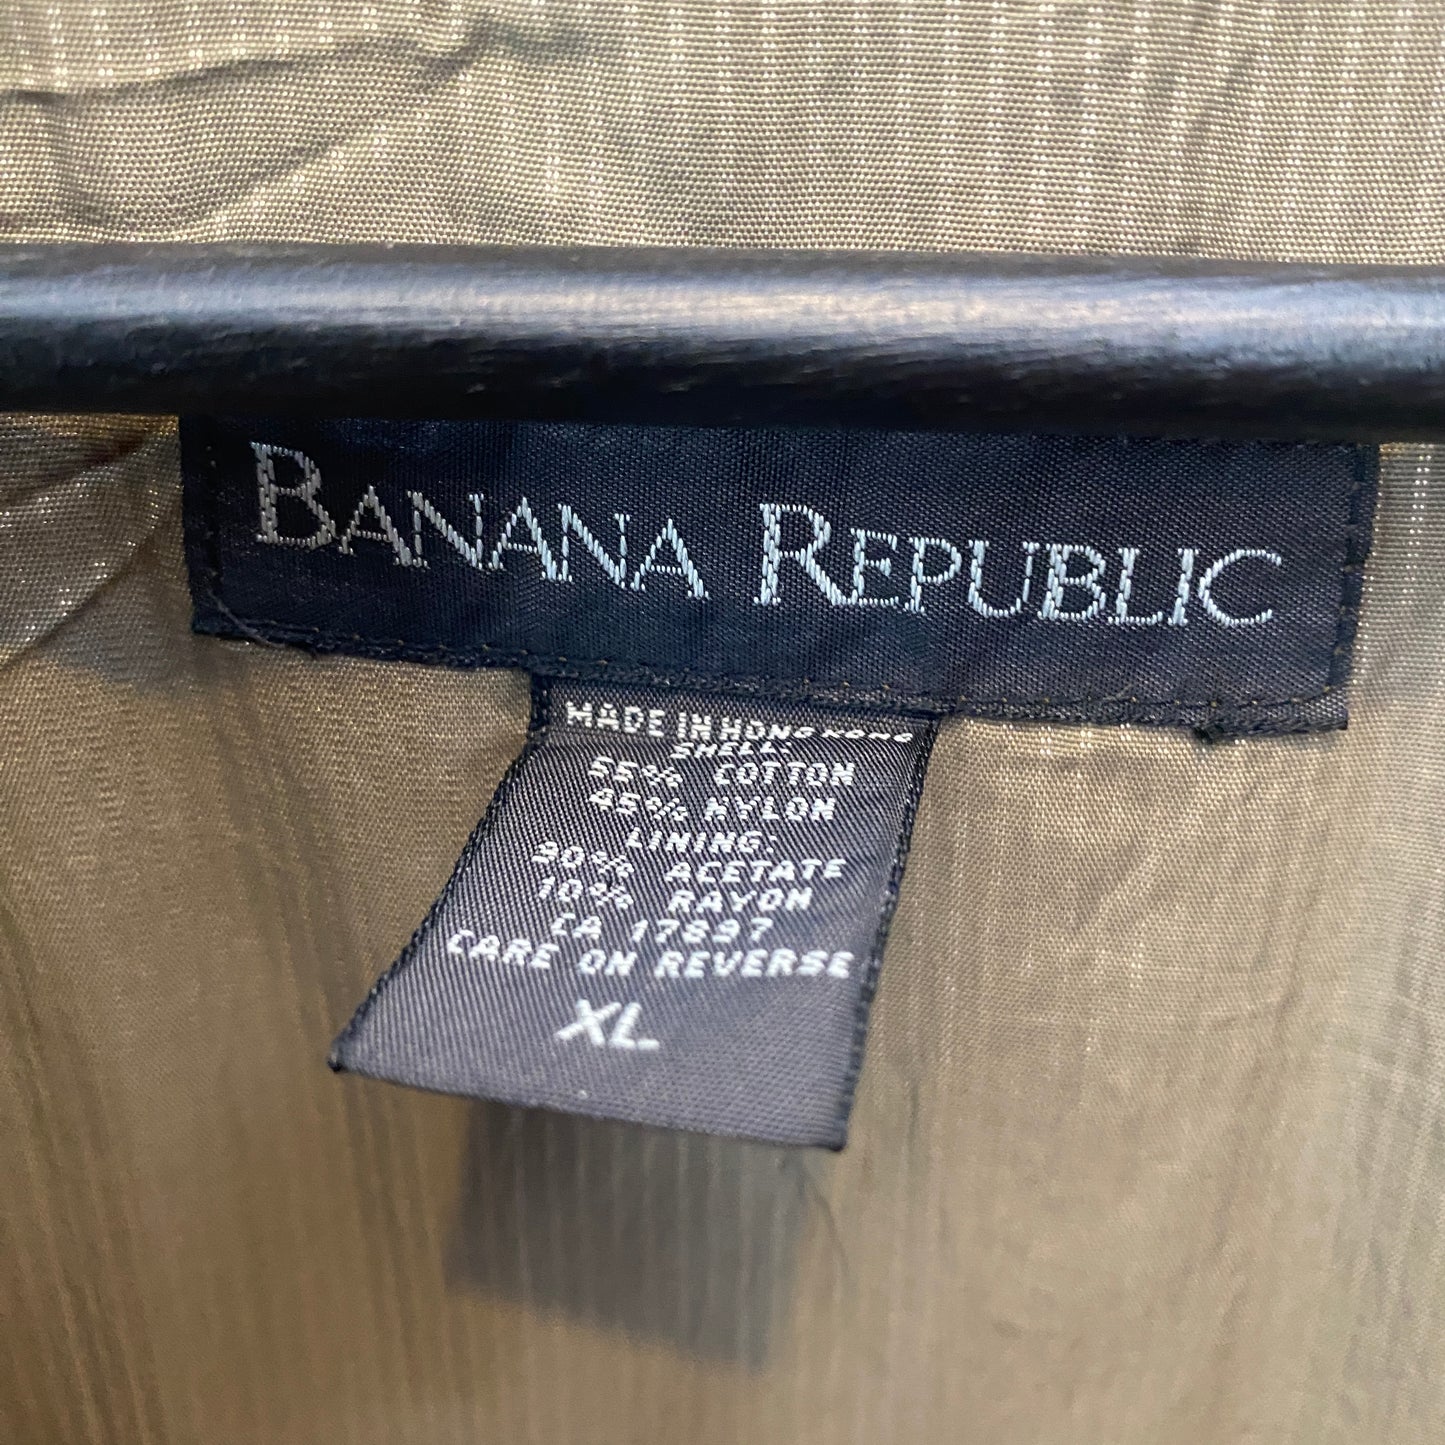 BANANA REPUBLIC
MADE IN HONG KONG
SHELL:
55% COTTON
45% NYLON
LINING:
90% ACETATE
10% RAYON
CA 17897
CARE ON REVERSE
XL